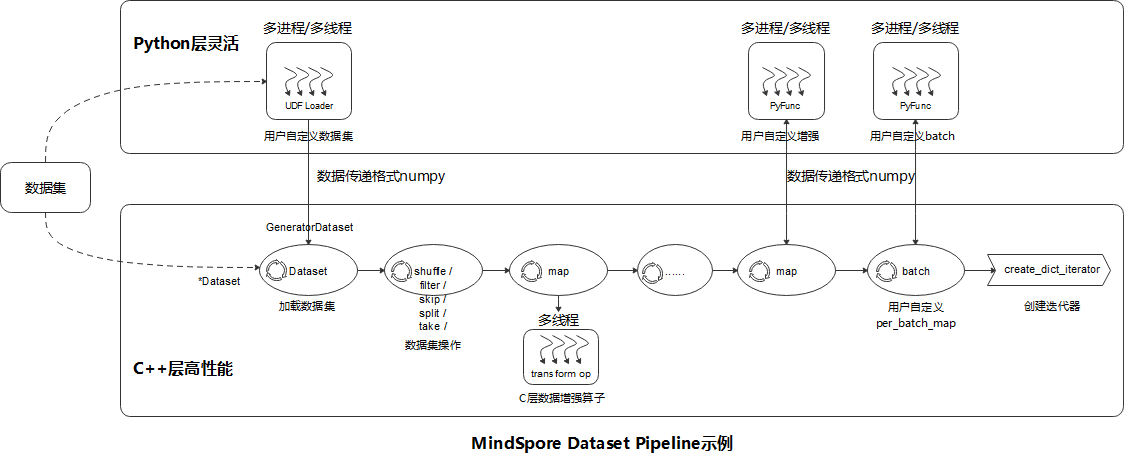 多进程/多线程
多进程/多线程
多进程/多线程
Python层灵活
UDF Loader
PyFunc
PyFunc
用户自定义数据集
用户自定义增强
用户自定义batch
数据集
数据传递格式numpy
数据传递格式numpy
GeneratorDataset
*Dataset
Dataset
加载数据集
shuffle /
filter /
skip /
split /
take /
数据集操作
map
......
map
batch
用户自定义
per_batch_map
create_dict_iterator
创建迭代器
多线程
transform op
C层数据增强算子
C++层高性能
MindSpore Dataset Pipeline示例